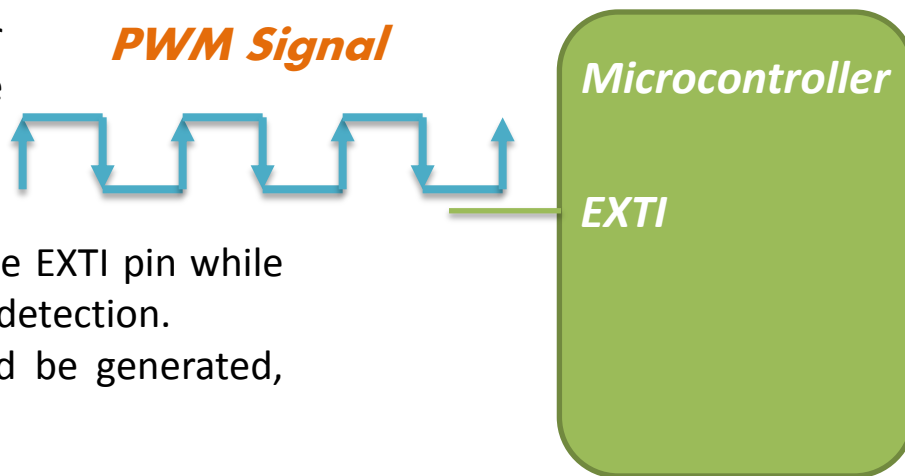 PWM Signal
Microcontroller
EXTI
e EXTI pin while
detection.
d be generated,